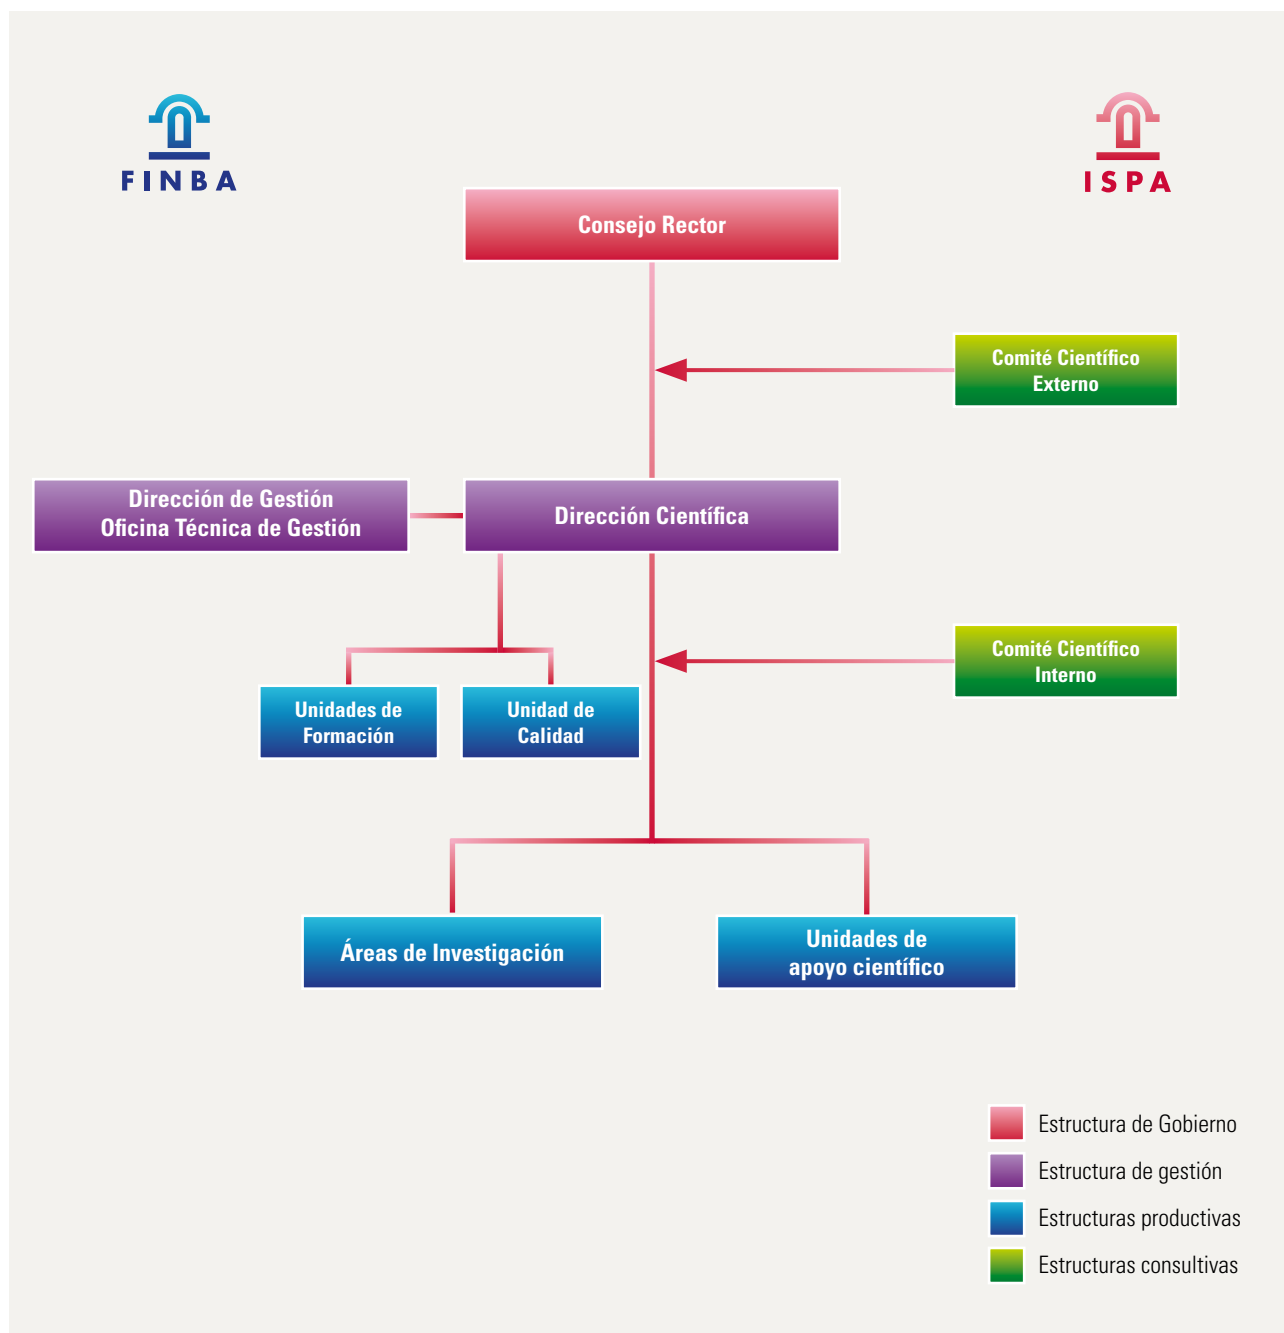 FINBA
ISPA
Consejo Rector
Comité Científico
Externo
Dirección de Gestión
Oficina Técnica de Gestión
Dirección Científica
Comité Científico
Interno
Unidades de
Formación
Unidad de
Calidad
Áreas de Investigación
Unidades de
apoyo científico
Estructura de Gobierno
Estructura de gestión
Estructuras productivas
Estructuras consultivas